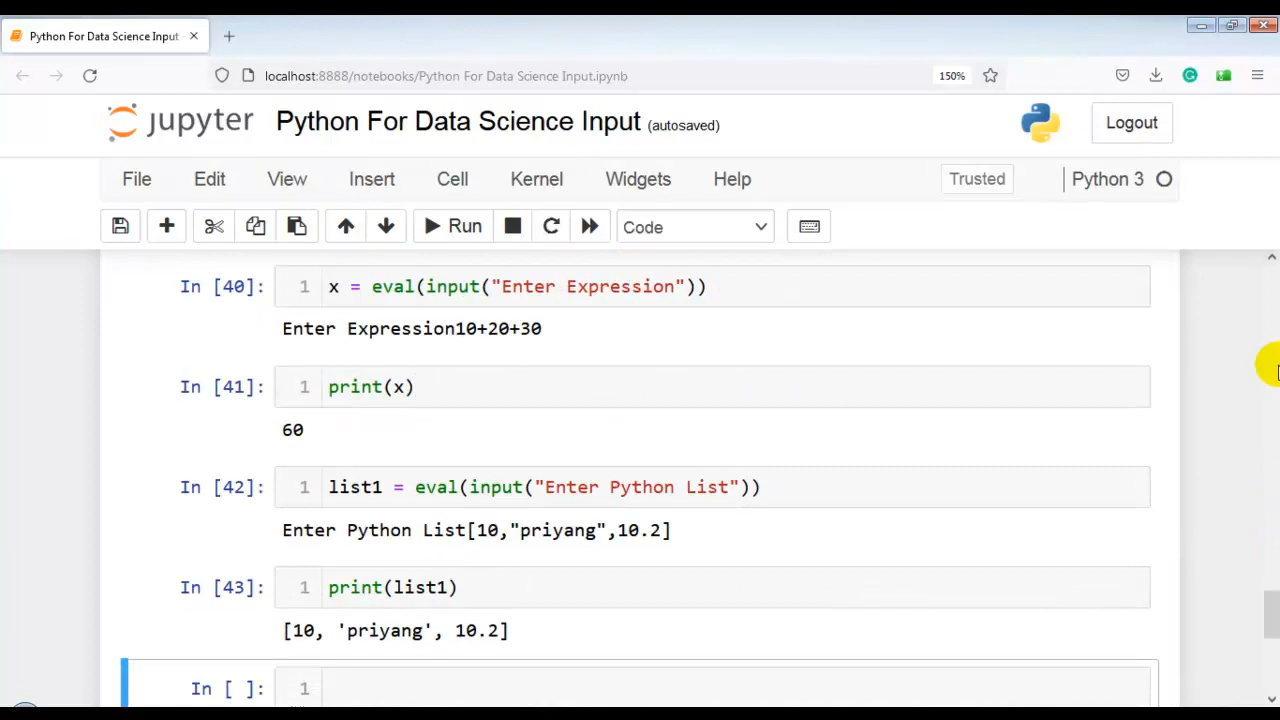 Python For Data Science Input
localhost:8888/notebooks/Python For Data Science Input.ipynb 150%
jupyter Python For Data Science Input (autosaved) Logout
File Edit View Insert Cell Kernel Widgets Help Trusted Python 3
Run Code
In [40]: 1 x = eval(input("Enter Expression"))
Enter Expression10+20+30
In [41]: 1 print(x)
60
In [42]: 1 list1 = eval(input("Enter Python List"))
Enter Python List[10,"priyang",10.2]
In [43]: 1 print(list1)
[10, 'priyang', 10.2]
In [ ]: 1